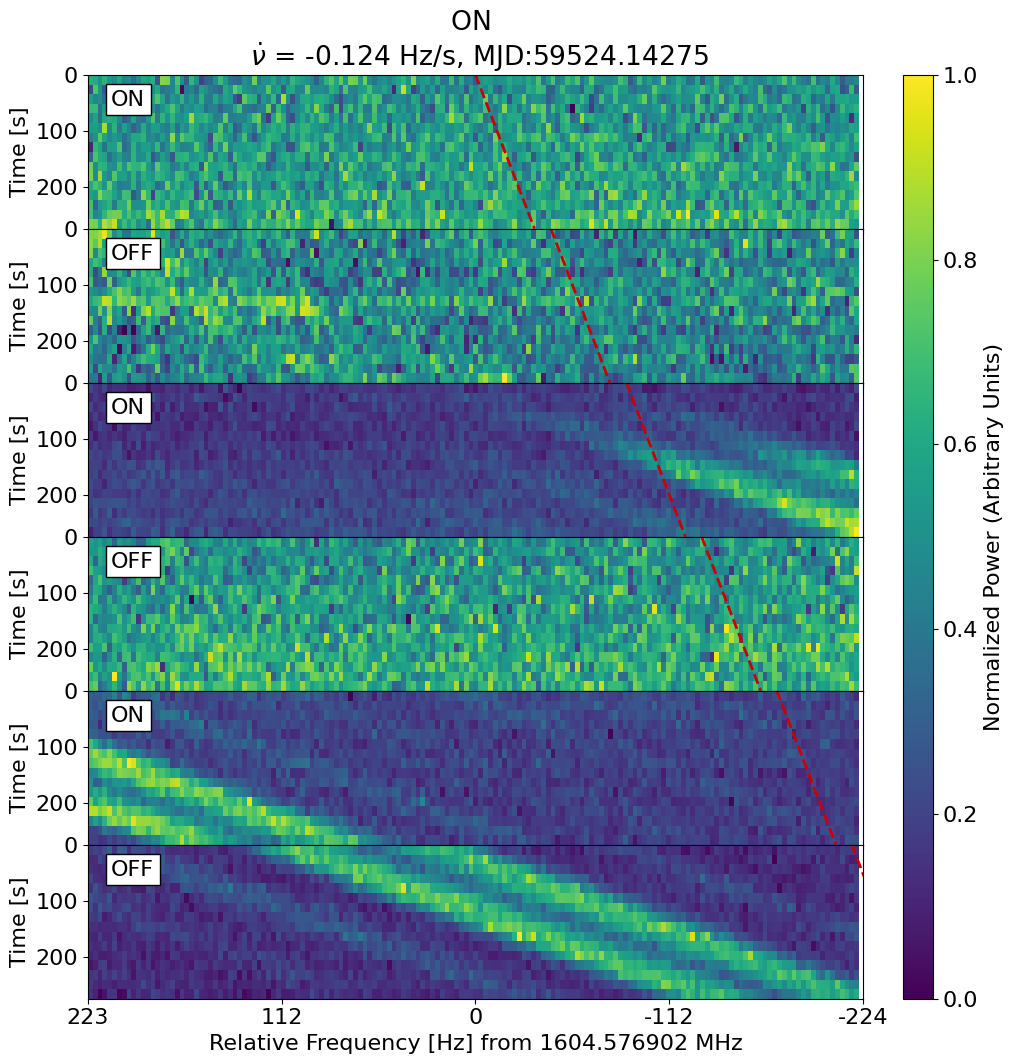 ON
ν̇ = -0.124 Hz/s, MJD:59524.14275
0
ON
100
Time [s]
200
0
OFF
100
Time [s]
200
0
ON
100
Time [s]
200
0
OFF
100
Time [s]
200
0
ON
100
Time [s]
200
0
OFF
100
Time [s]
200
223 112 0 -112 -224
Relative Frequency [Hz] from 1604.576902 MHz
1.0
0.8
0.6
0.4
0.2
0.0
Normalized Power (Arbitrary Units)